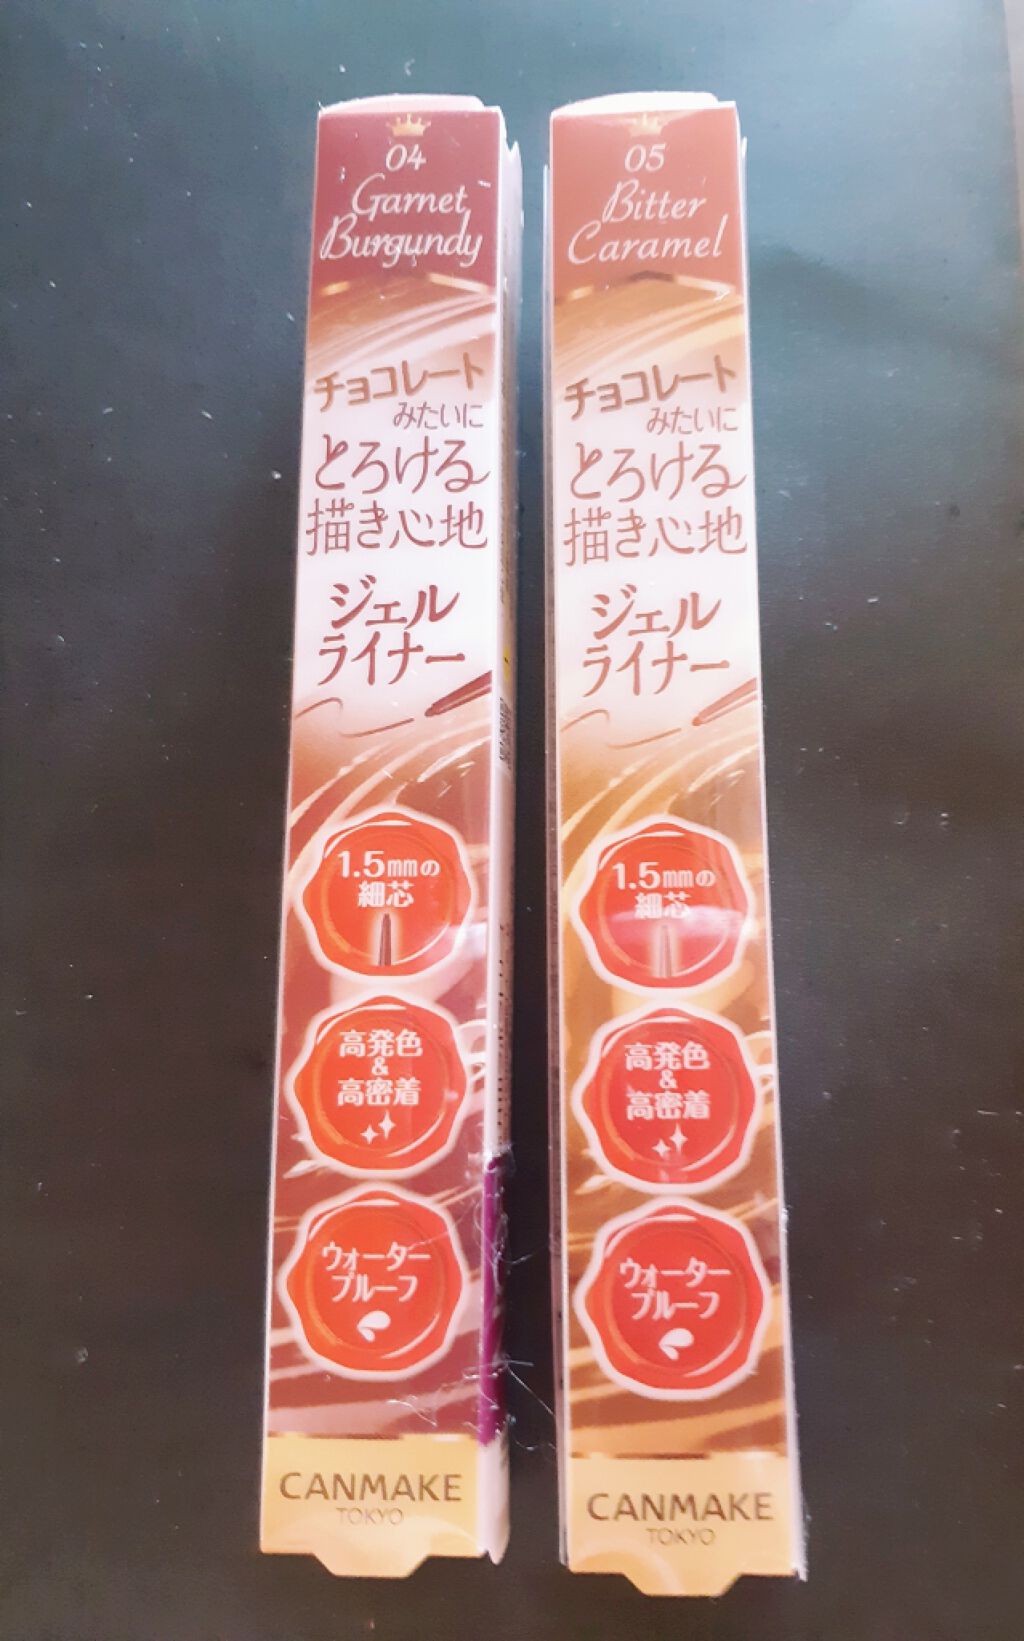 04
Garnet
Burgundy
チョコレート
みたいに
とろける
描き心地
ジェル
ライナー
1.5mmの
細芯
高発色
&
高密着
ウォーター
プルーフ
CANMAKE
TOKYO
05
Bitter
Caramel
チョコレート
みたいに
とろける
描き心地
ジェル
ライナー
1.5mmの
細芯
高発色
&
高密着
ウォーター
プルーフ
CANMAKE
TOKYO